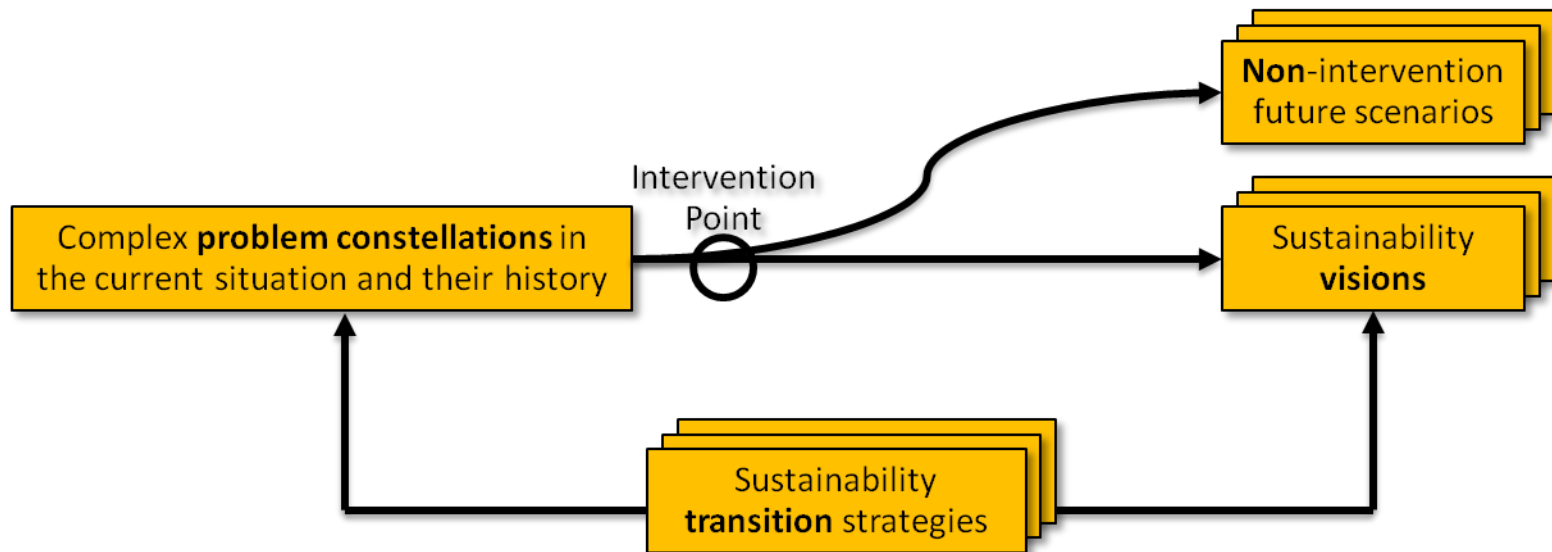 Non-intervention
future scenarios
Intervention
Point
Complex problem constellations in
the current situation and their history
Sustainability
visions
Sustainability
transition strategies